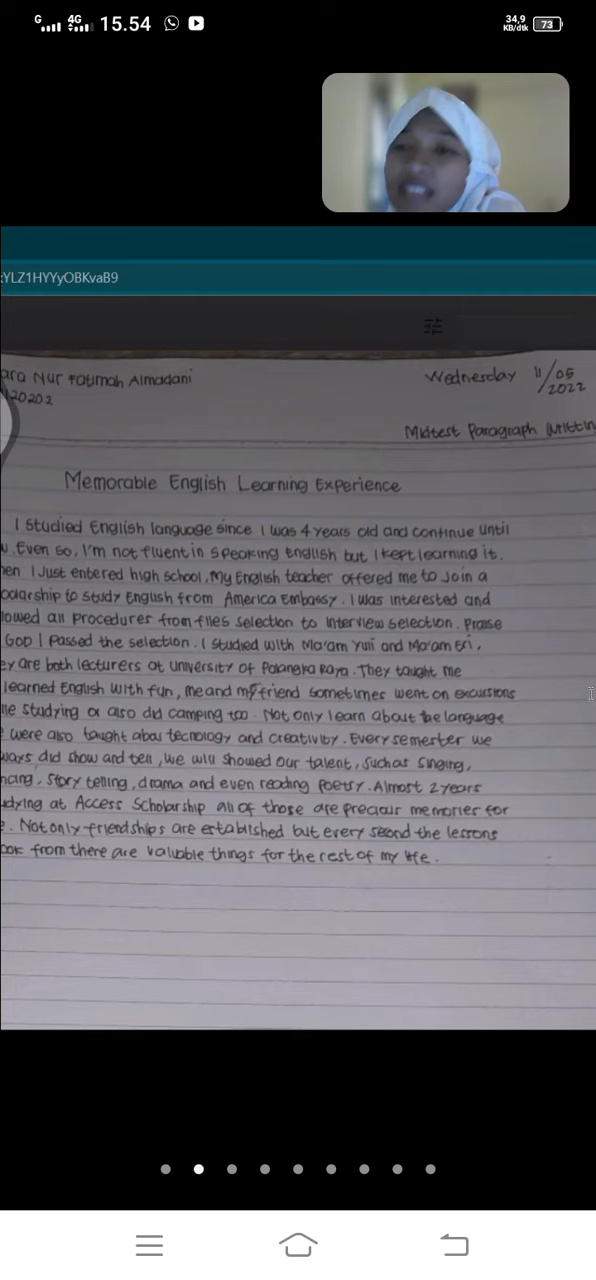 G 4G 15.54 34,9 KB/dtk 73
:YLZ1HYYyOBKvaB9
ara Nur Fatimah Almadani Wednesday 11/05 2022
20202
Midtest Paragraph Writtin
Memorable English Learning Experience
I studied English language since I was 4 years old and continue until
w. Even so, I'm not fluent in speaking english but I kept learning it.
en I Just entered high school, My English teacher offered me to Join a
olarship to study English from America Embassy. I was interested and
lowed all Procedures from files selection to Interview selection. Praise
GOD I Passed the selection. I studied with Ma'am Yuli and Ma'am Eri,
ey are both lecturers at university of Palangka Raya. They taught me
learned English with fun, me and my friend sometimes went on excursions
le studying or also did camping too. Not only learn about the language
e were also taught abou tecnology and creativity. Every semester we
ways did show and tell, we will showed our talent, such as singing,
ncing, story telling, drama and even reading poetry. Almost 2 years
dying at Access Scholarship all of those are precious memories for
e. Not only friendships are established but every second the lessons
ook from there are valuable things for the rest of my life.